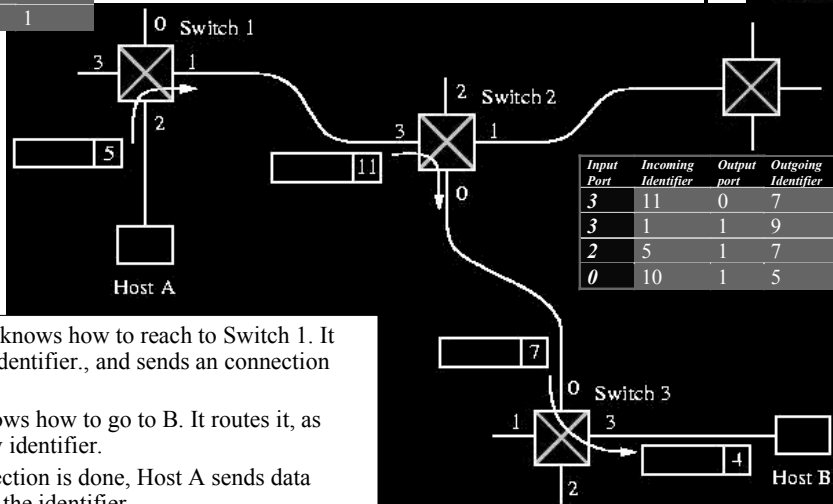 1
0 Switch 1
3
1
2
5
Host A
2 Switch 2
3
1
11
0
Input Port Incoming Identifier Output port Outgoing Identifier
3 11 0 7
3 1 1 9
2 5 1 7
0 10 1 5
knows how to reach to Switch 1. It
dentifier., and sends an connection
ows how to go to B. It routes it, as
identifier.
ection is done, Host A sends data
the identifier
7
0 Switch 3
1
3
4
2
Host B